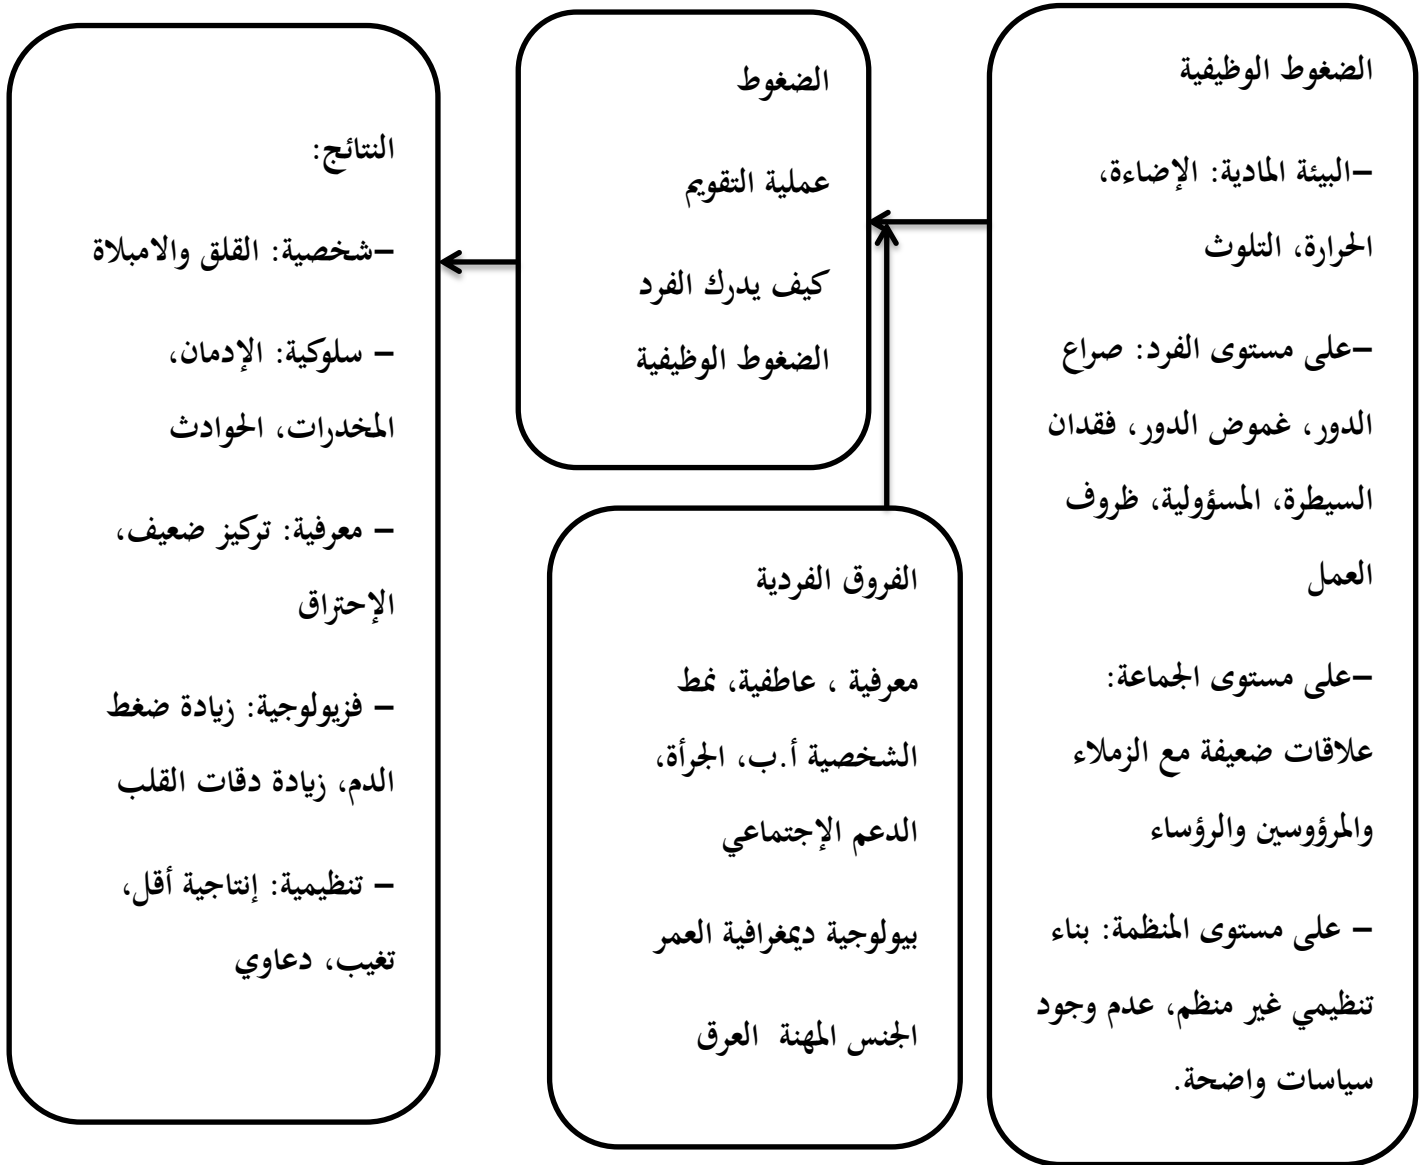 الضغوط الوظيفية
–البيئة المادية: الإضاءة،
الحرارة، التلوث
–على مستوى الفرد: صراع
الدور، غموض الدور، فقدان
السيطرة، المسؤولية، ظروف
العمل
–على مستوى الجماعة:
علاقات ضعيفة مع الزملاء
والمرؤوسين والرؤساء
– على مستوى المنظمة: بناء
تنظيمي غير منظم، عدم وجود
سياسات واضحة.
الضغوط
عملية التقويم
كيف يدرك الفرد
الضغوط الوظيفية
الفروق الفردية
معرفية ، عاطفية، نمط
الشخصية أ.ب، الجرأة،
الدعم الإجتماعي
بيولوجية ديمغرافية العمر
الجنس المهنة العرق
النتائج:
–شخصية: القلق والامبلاة
– سلوكية: الإدمان،
المخدرات، الحوادث
– معرفية: تركيز ضعيف،
الإحتراق
– فزيولوجية: زيادة ضغط
الدم، زيادة دقات القلب
– تنظيمية: إنتاجية أقل،
تغيب، دعاوي